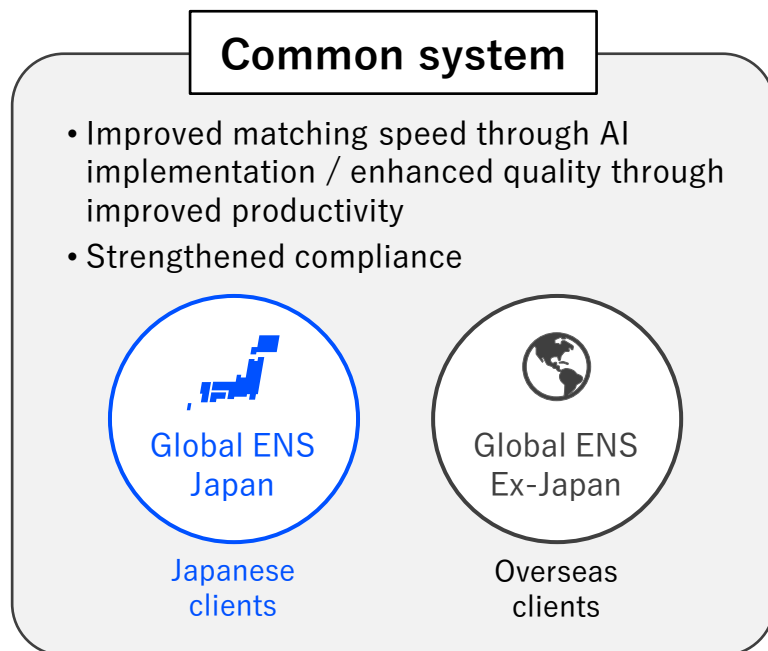 Common system
• Improved matching speed through AI
implementation / enhanced quality through
improved productivity
• Strengthened compliance
Global ENS
Japan
Japanese
clients
Global ENS
Ex-Japan
Overseas
clients